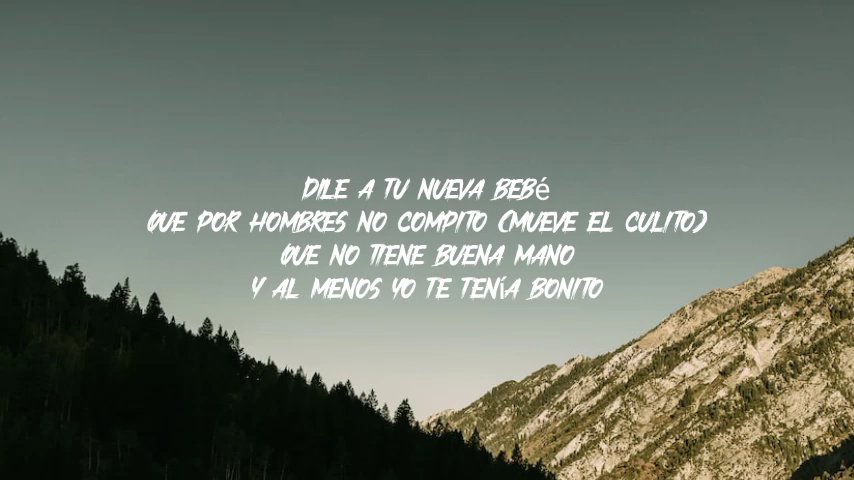 Dile a tu nueva bebé
Que por hombres no compito (mueve el culito)
Que no tiene buena mano
Y al menos yo te tenía bonito